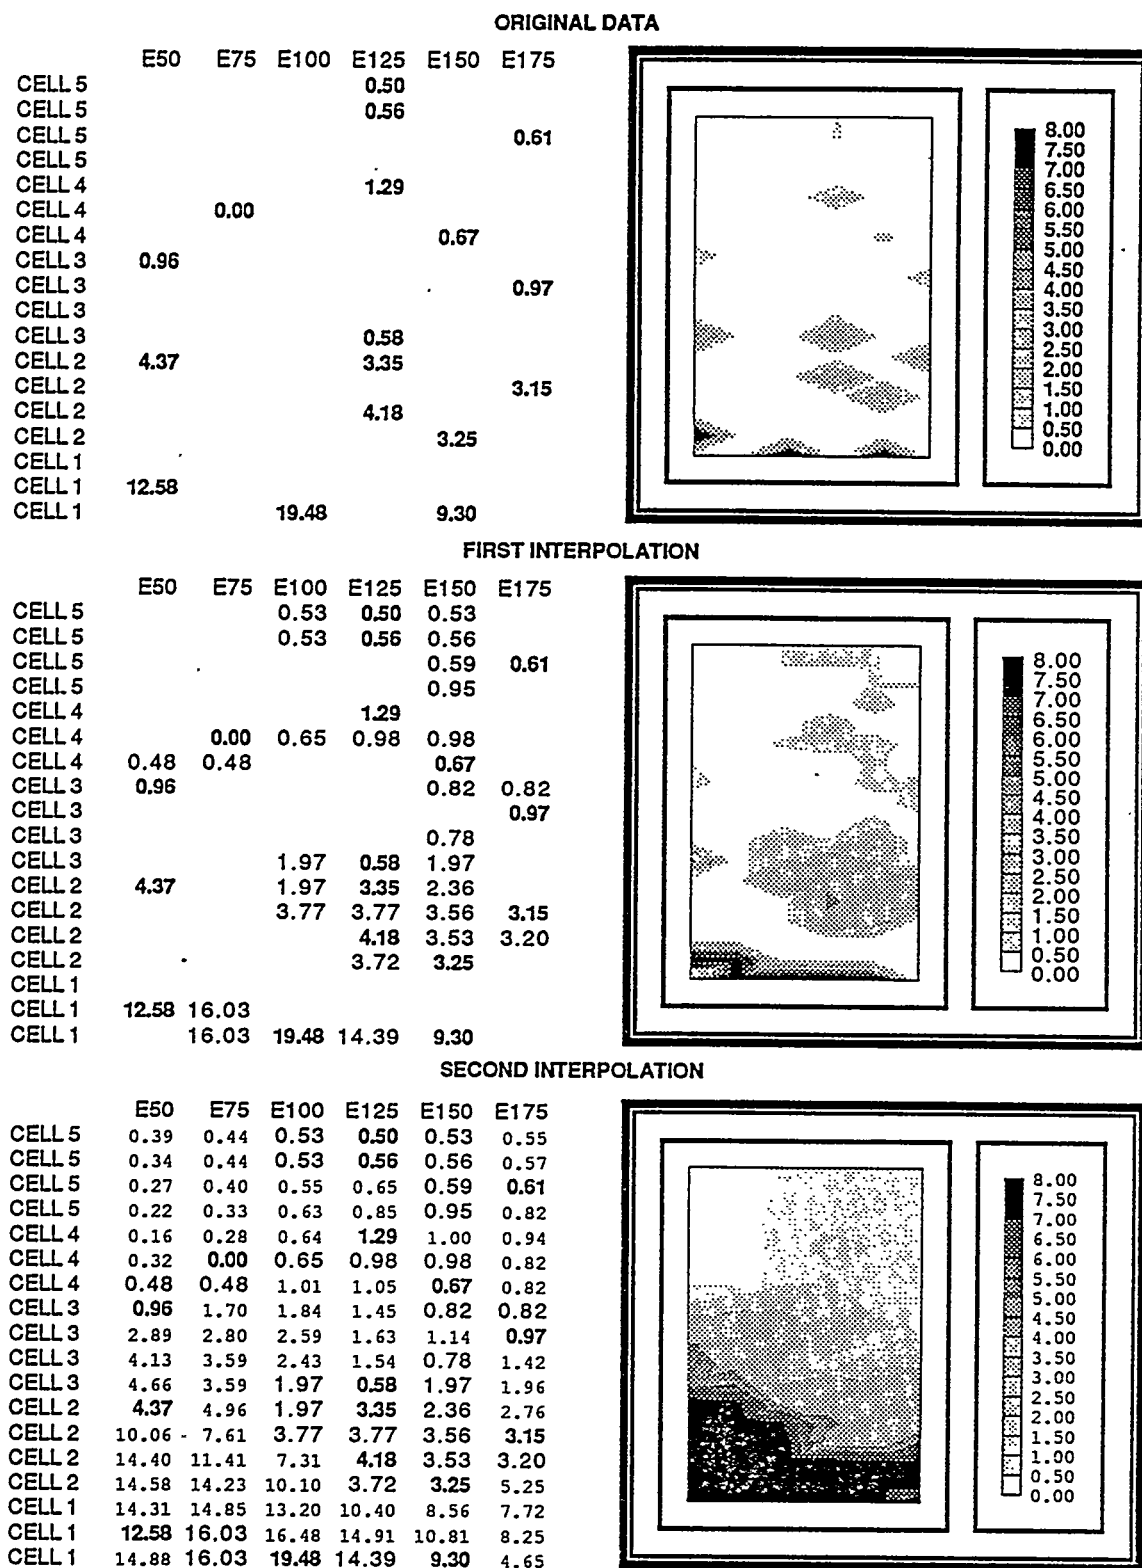 ORIGINAL DATA
E50 E75 E100 E125 E150 E175
CELL 5 0.50
CELL 5 0.56
CELL 5 0.61
CELL 5
CELL 4 1.29
CELL 4 0.00
CELL 4 0.67
CELL 3 0.96
CELL 3 0.97
CELL 3
CELL 3 0.58
CELL 2 4.37 3.35
CELL 2 3.15
CELL 2 4.18
CELL 2 3.25
CELL 1
CELL 1 12.58
CELL 1 19.48 9.30
8.00
7.50
7.00
6.50
6.00
5.50
5.00
4.50
4.00
3.50
3.00
2.50
2.00
1.50
1.00
0.50
0.00
FIRST INTERPOLATION
E50 E75 E100 E125 E150 E175
CELL 5 0.53 0.50 0.53
CELL 5 0.53 0.56 0.56
CELL 5 0.59 0.61
CELL 5 0.95
CELL 4 1.29
CELL 4 0.00 0.65 0.98 0.98
CELL 4 0.48 0.48 0.67
CELL 3 0.96 0.82 0.82
CELL 3 0.97
CELL 3 0.78
CELL 3 1.97 0.58 1.97
CELL 2 4.37 1.97 3.35 2.36
CELL 2 3.77 3.77 3.56 3.15
CELL 2 4.18 3.53 3.20
CELL 2 3.72 3.25
CELL 1
CELL 1 12.58 16.03
CELL 1 16.03 19.48 14.39 9.30
8.00
7.50
7.00
6.50
6.00
5.50
5.00
4.50
4.00
3.50
3.00
2.50
2.00
1.50
1.00
0.50
0.00
SECOND INTERPOLATION
E50 E75 E100 E125 E150 E175
CELL 5 0.39 0.44 0.53 0.50 0.53 0.55
CELL 5 0.34 0.44 0.53 0.56 0.56 0.57
CELL 5 0.27 0.40 0.55 0.65 0.59 0.61
CELL 5 0.22 0.33 0.63 0.85 0.95 0.82
CELL 4 0.16 0.28 0.64 1.29 1.00 0.94
CELL 4 0.32 0.00 0.65 0.98 0.98 0.82
CELL 4 0.48 0.48 1.01 1.05 0.67 0.82
CELL 3 0.96 1.70 1.84 1.45 0.82 0.82
CELL 3 2.89 2.80 2.59 1.63 1.14 0.97
CELL 3 4.13 3.59 2.43 1.54 0.78 1.42
CELL 3 4.66 3.59 1.97 0.58 1.97 1.96
CELL 2 4.37 4.96 1.97 3.35 2.36 2.76
CELL 2 10.06 7.61 3.77 3.77 3.56 3.15
CELL 2 14.40 11.41 7.31 4.18 3.53 3.20
CELL 2 14.58 14.23 10.10 3.72 3.25 5.25
CELL 1 14.31 14.85 13.20 10.40 8.56 7.72
CELL 1 12.58 16.03 16.48 14.91 10.81 8.25
CELL 1 14.88 16.03 19.48 14.39 9.30 4.65
8.00
7.50
7.00
6.50
6.00
5.50
5.00
4.50
4.00
3.50
3.00
2.50
2.00
1.50
1.00
0.50
0.00